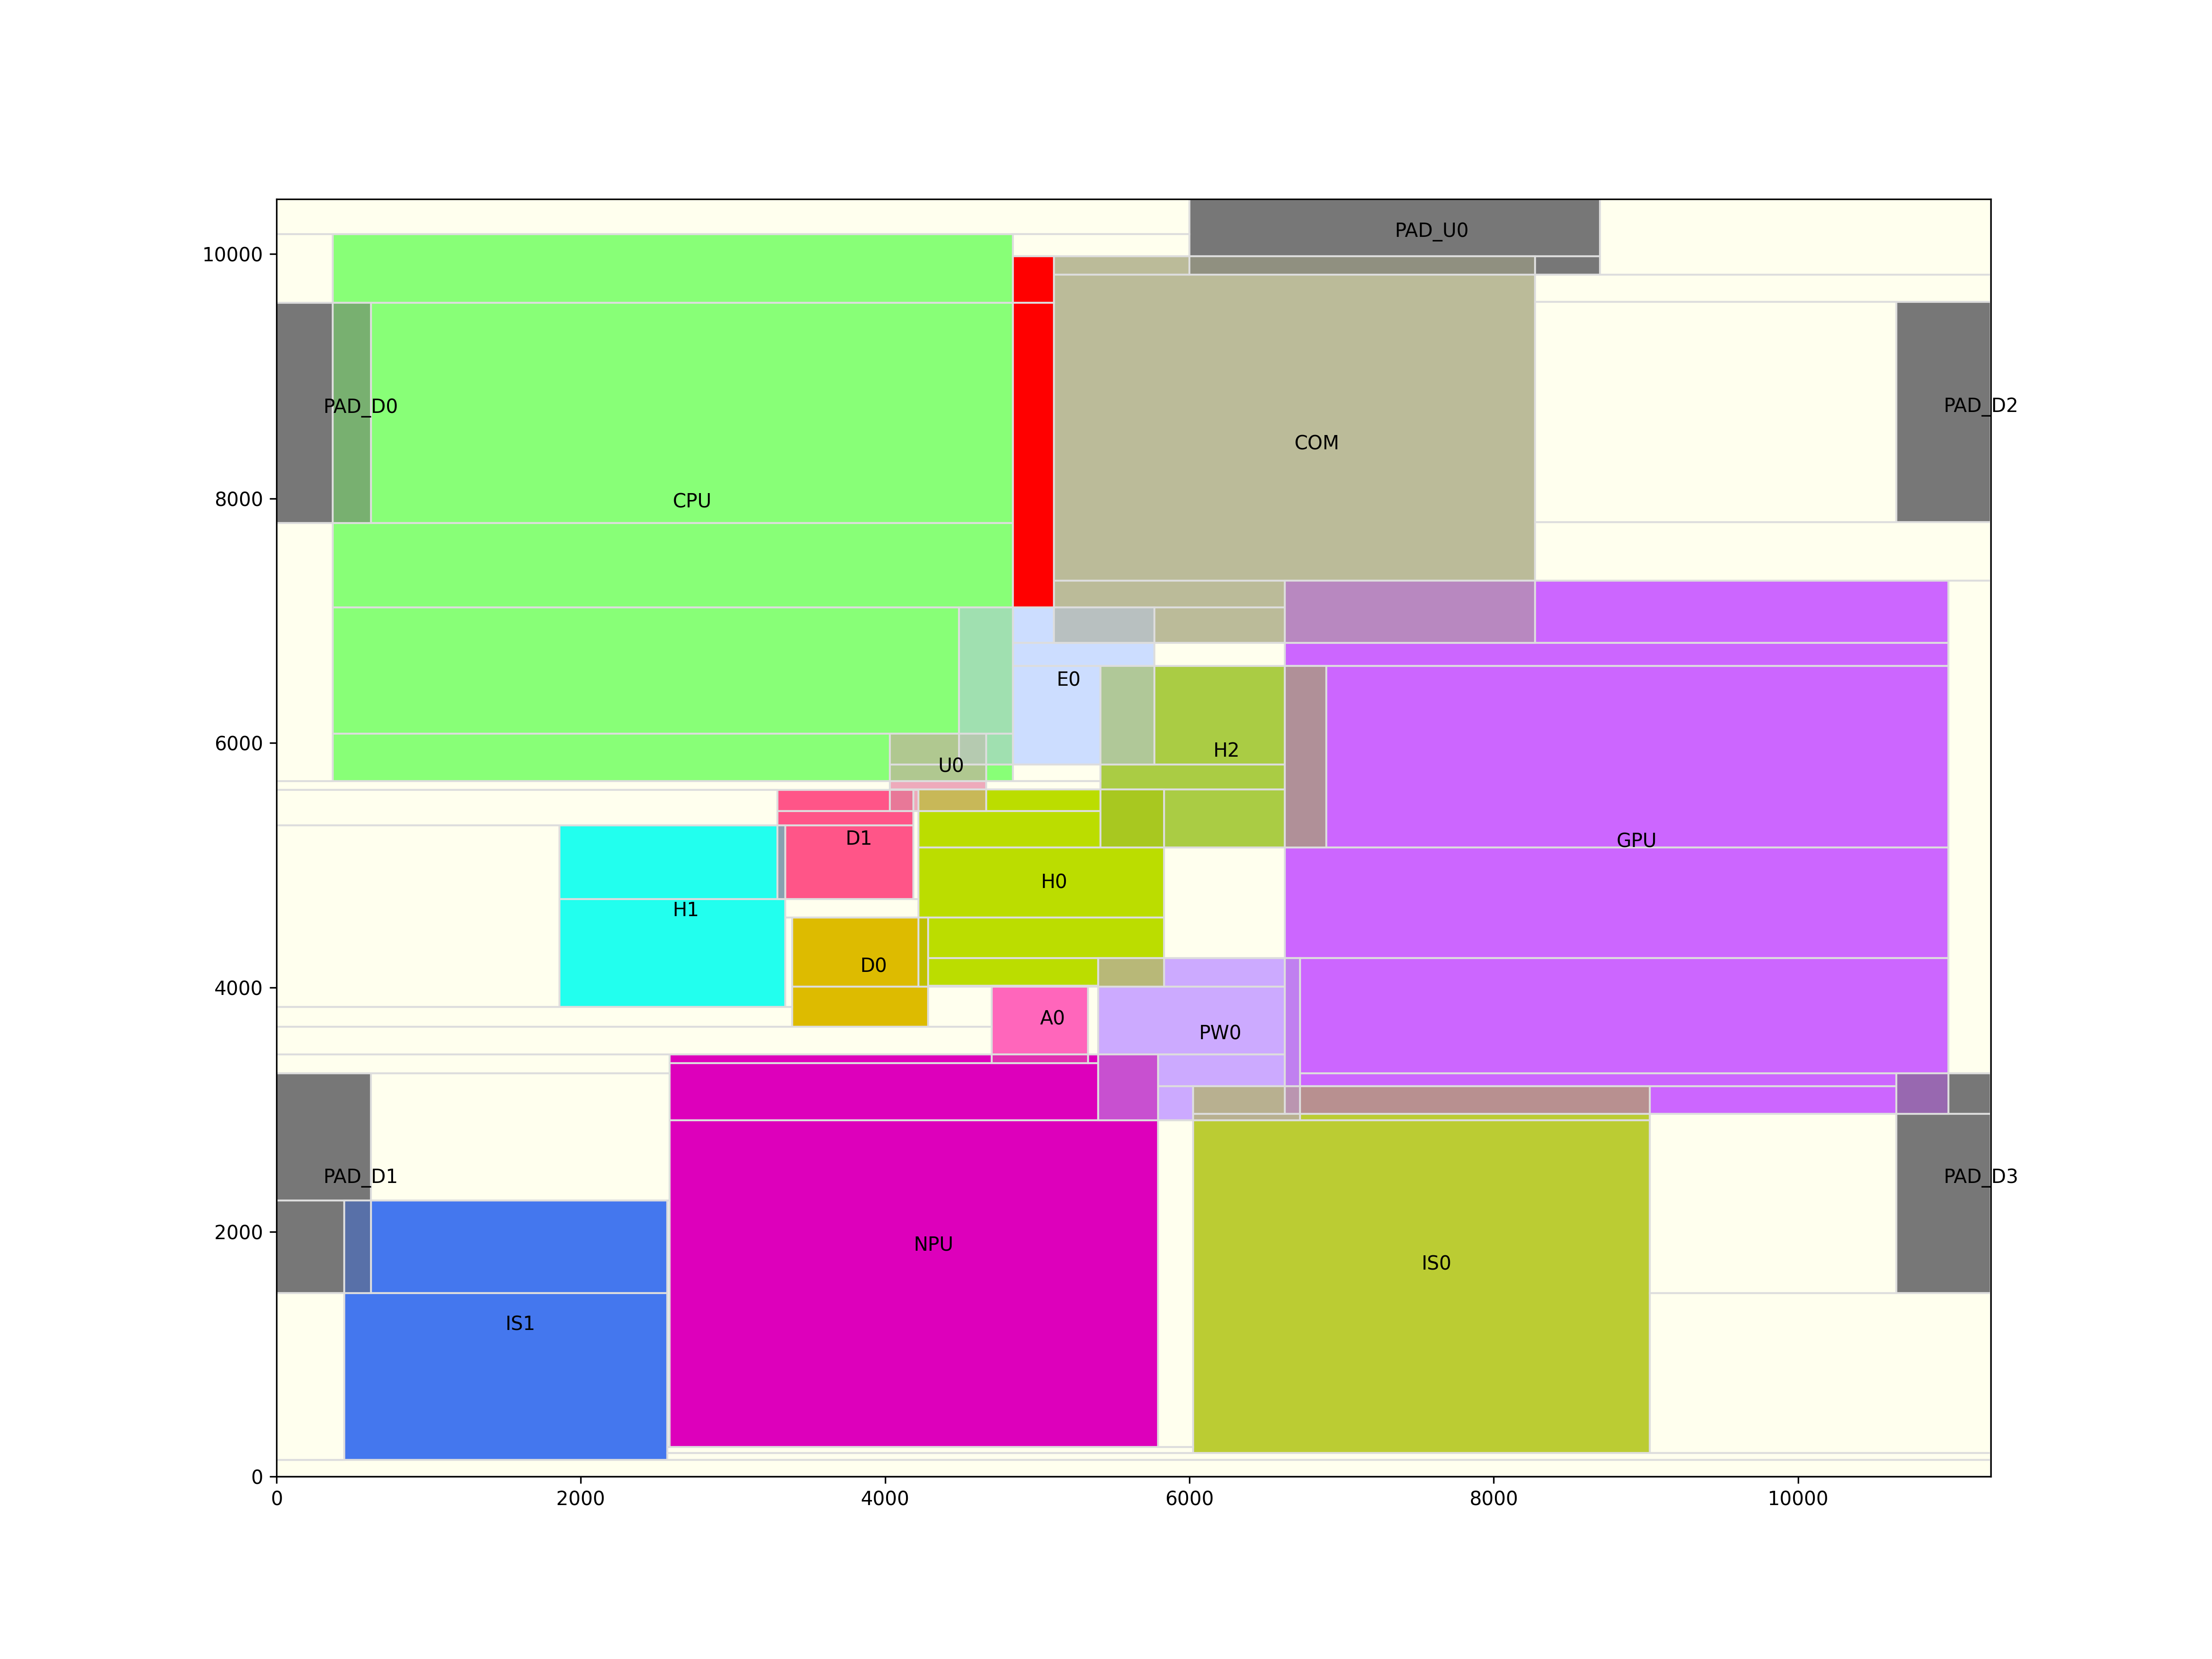 PAD_U0
10000
PAD_D0
PAD_D2
COM
8000
CPU
E0
6000
H2
U0
D1
GPU
H0
H1
D0
4000
A0
PW0
PAD_D1
PAD_D3
2000
NPU
IS0
IS1
0
0 2000 4000 6000 8000 10000